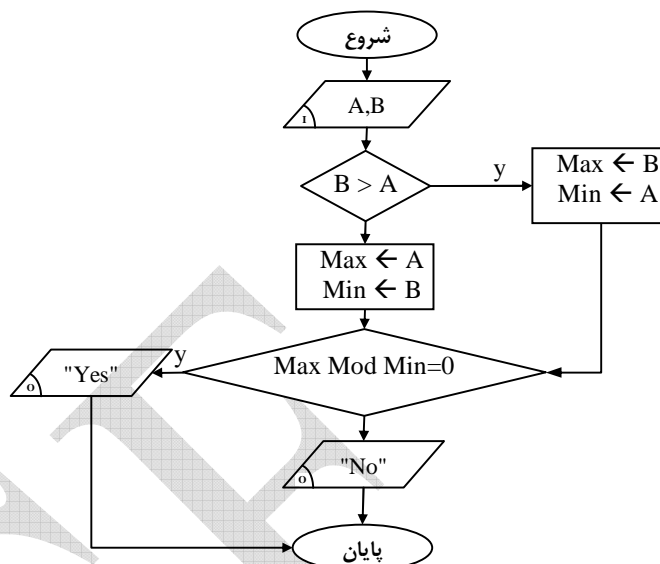 شروع
A,B
I
B > A
y
Max ← B
Min ← A
Max ← A
Min ← B
Max Mod Min=0
y
"Yes"
O
"No"
O
پایان